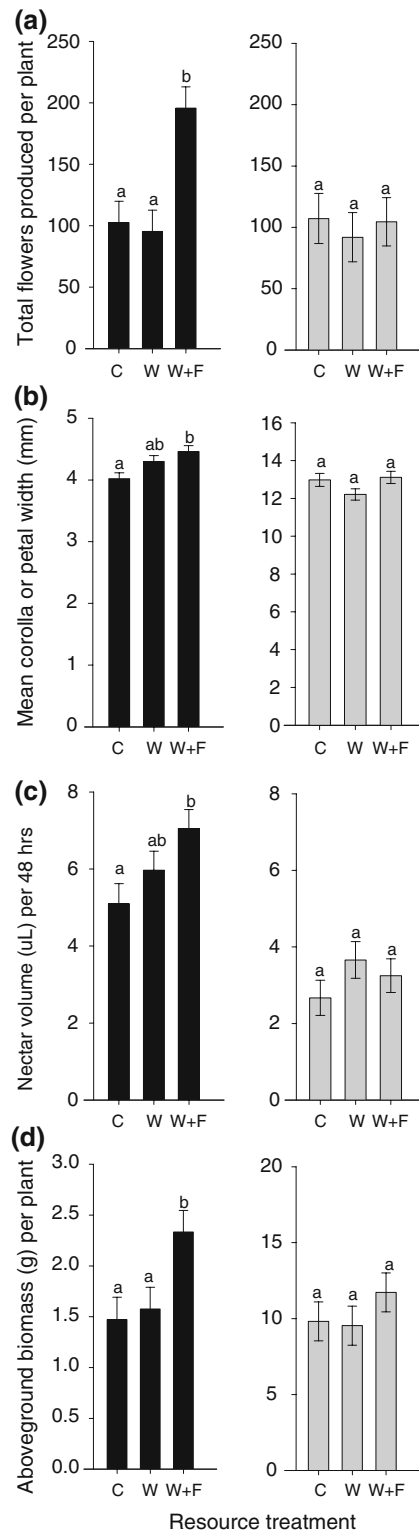 (a)
Total flowers produced per plant
250
200
150
100
50
0
a
a
b
C W W+F
250
200
150
100
50
0
a
a
a
C W W+F
(b)
Mean corolla or petal width (mm)
5
4
3
2
1
0
a
ab
b
C W W+F
16
14
12
10
8
6
4
2
0
a
a
a
C W W+F
(c)
Nectar volume (uL) per 48 hrs
8
6
4
2
0
a
ab
b
C W W+F
8
6
4
2
0
a
a
a
C W W+F
(d)
Aboveground biomass (g) per plant
3.0
2.5
2.0
1.5
1.0
0.5
0.0
a
a
b
C W W+F
20
15
10
5
0
a
a
a
C W W+F
Resource treatment